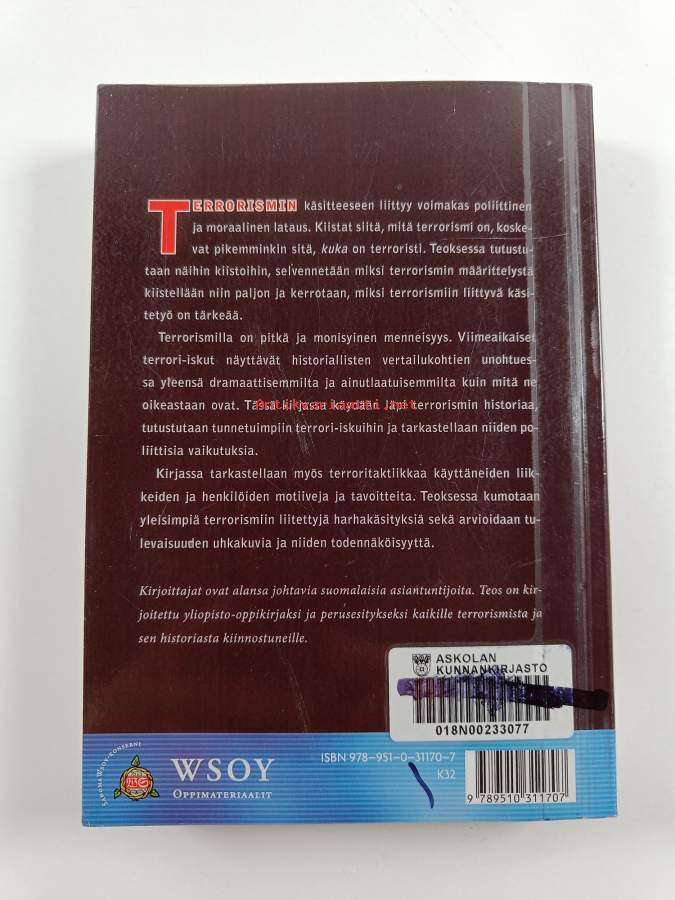 TERRORISMIN käsitteeseen liittyy voimakas poliittinen
ja moraalinen lataus. Kiistat siitä, mitä terrorismi on, koske-
vat pikemminkin sitä, kuka on terroristi. Teoksessa tutustu-
taan näihin kiistoihin, selvennetään miksi terrorismin määrittelystä
kiistellään niin paljon ja kerrotaan, miksi terrorismiin liittyvä käsi-
tetyö on tärkeää.
Terrorismilla on pitkä ja monisyinen menneisyys. Viimeaikaiset
terrori-iskut näyttävät historiallisten vertailukohtien unohtues-
sa yleensä dramaattisemmilta ja ainutlaatuisemmilta kuin mitä ne
oikeastaan ovat. Tässä kirjassa käydään läpi terrorismin historiaa,
tutustutaan tunnetuimpiin terrori-iskuihin ja tarkastellaan niiden po-
liittisia vaikutuksia.
Kirjassa tarkastellaan myös terroritaktiikkaa käyttäneiden liik-
keiden ja henkilöiden motiiveja ja tavoitteita. Teoksessa kumotaan
yleisimpiä terrorismiin liitettyjä harhakäsityksiä sekä arvioidaan tu-
levaisuuden uhkakuvia ja niiden todennäköisyyttä.
Kirjoittajat ovat alansa johtavia suomalaisia asiantuntijoita. Teos on kir-
joitettu yliopisto-oppikirjaksi ja perusesitykseksi kaikille terrorismista ja
sen historiasta kiinnostuneille.
ASKOLAN
KUNNANKIRJASTO
018N00233077
SANOMAWSOY-KONSERNI
WSOY
OPPIMATERIAALIT
ISBN 978-951-0-31170-7
K32
9 789510 311707